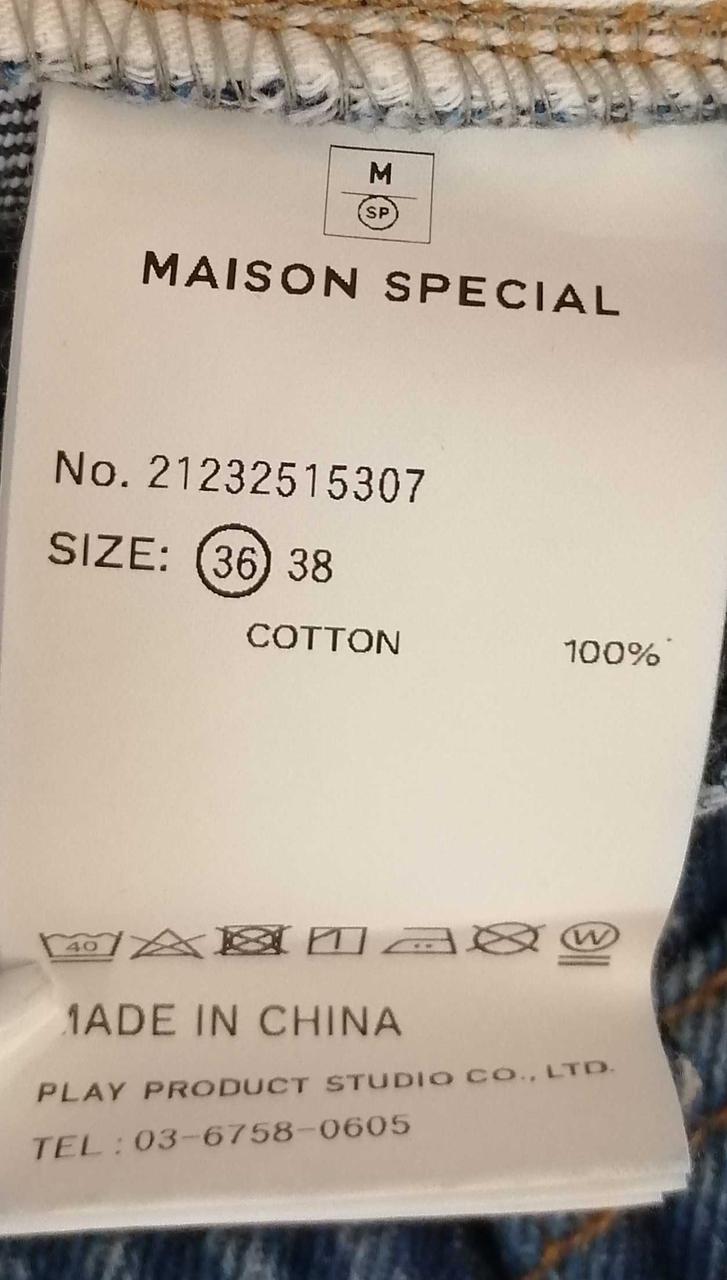 M
SP
MAISON SPECIAL
No. 21232515307
SIZE: 36 38
COTTON 100%
40
W
MADE IN CHINA
PLAY PRODUCT STUDIO CO., LTD.
TEL : 03-6758-0605